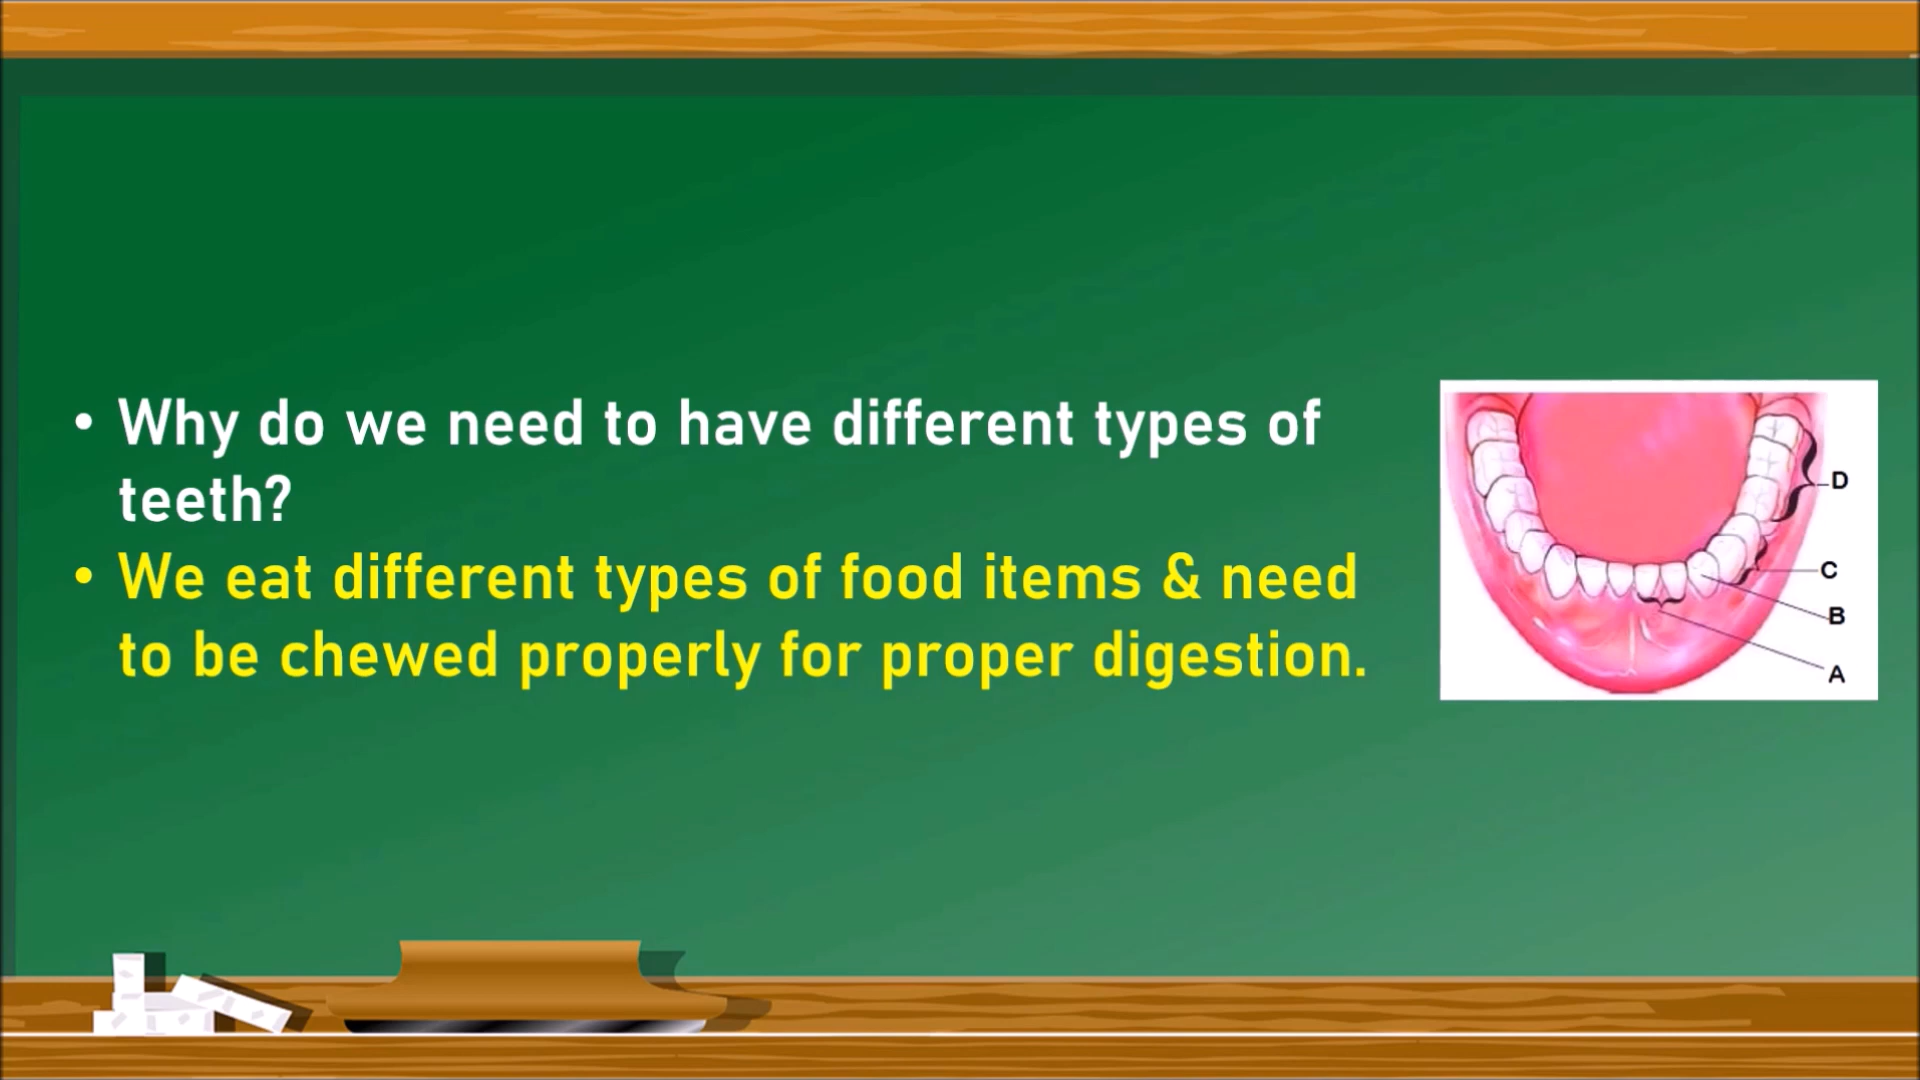 • Why do we need to have different types of
teeth?
• We eat different types of food items & need
to be chewed properly for proper digestion.
D
C
B
A